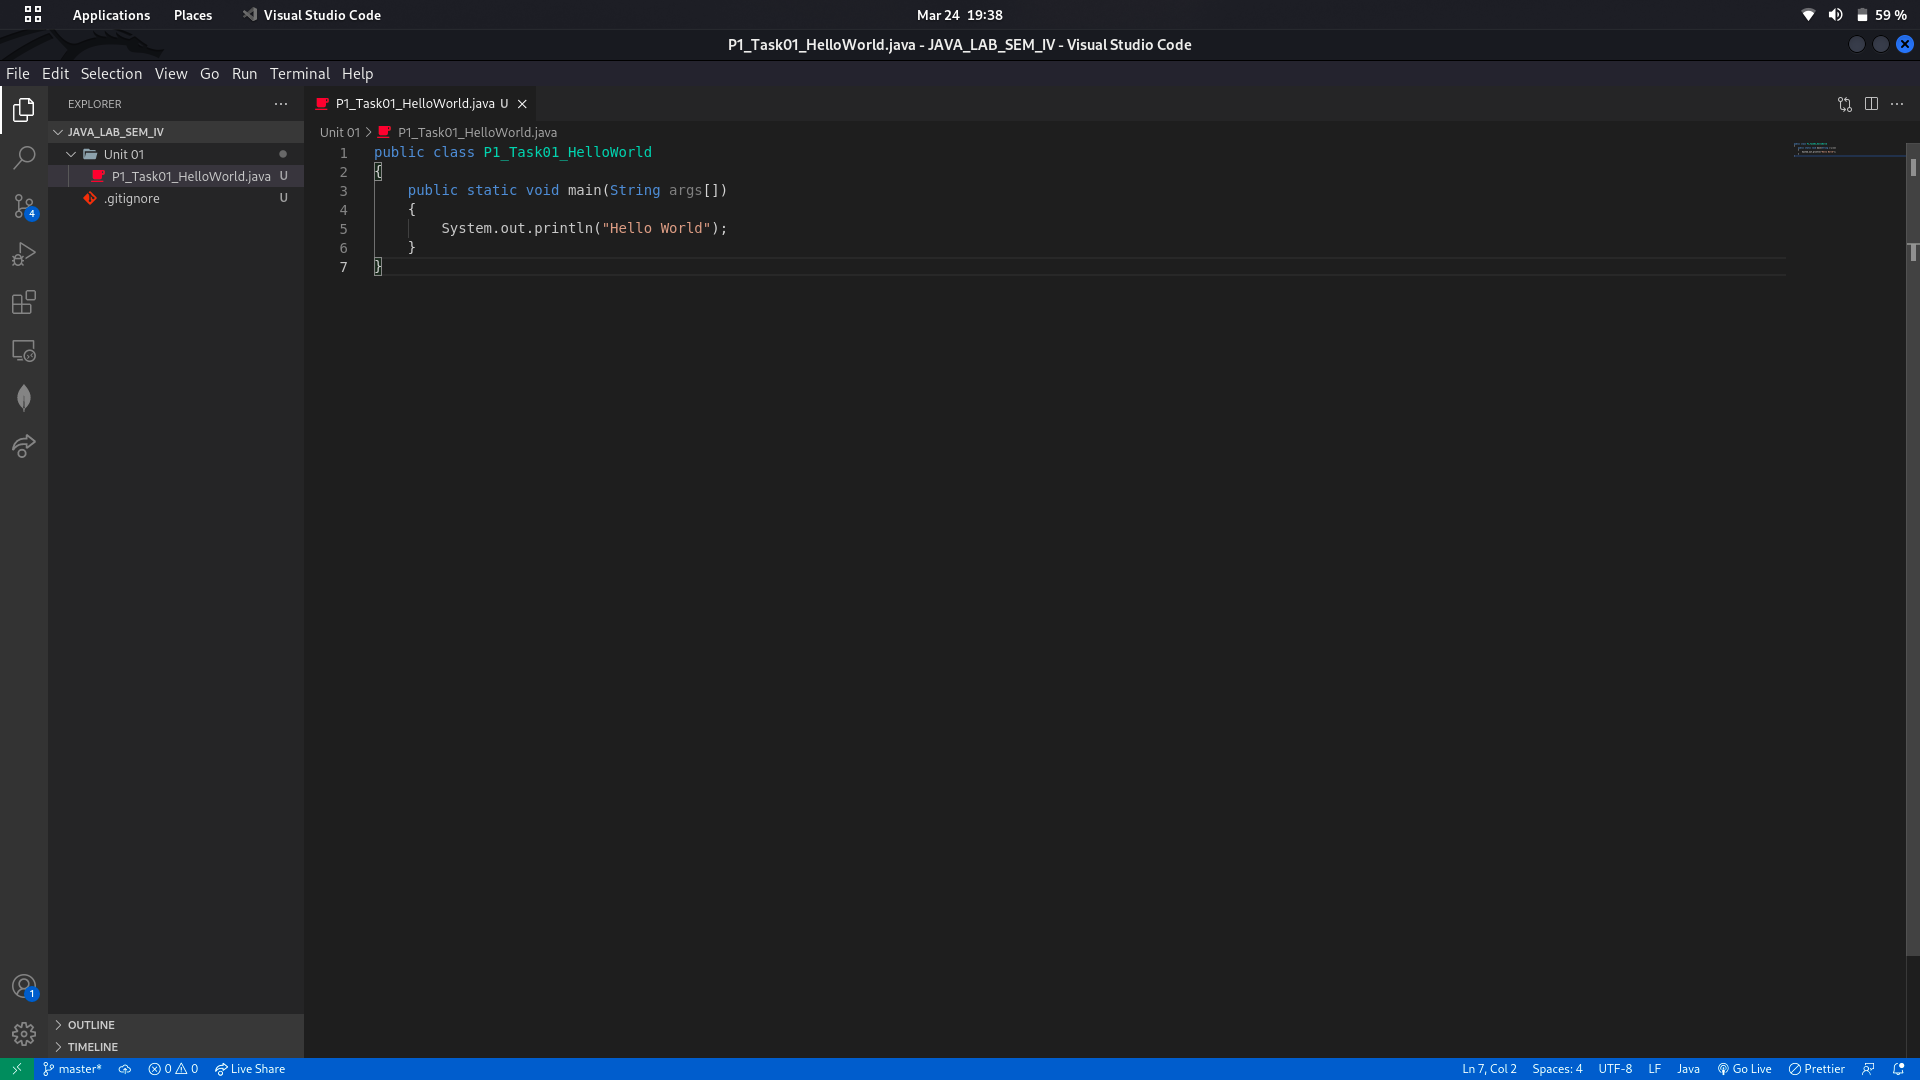 Applications Places Visual Studio Code Mar 24 19:38 59 %
P1_Task01_HelloWorld.java - JAVA_LAB_SEM_IV - Visual Studio Code
File Edit Selection View Go Run Terminal Help
EXPLORER
JAVA_LAB_SEM_IV
Unit 01
P1_Task01_HelloWorld.java U
.gitignore U
4
1
OUTLINE
TIMELINE
P1_Task01_HelloWorld.java U
Unit 01 P1_Task01_HelloWorld.java
1 public class P1_Task01_HelloWorld
2 {
3 public static void main(String args[])
4 {
5 System.out.println("Hello World");
6 }
7 }
master* 0 0 Live Share Ln 7, Col 2 Spaces: 4 UTF-8 LF Java Go Live Prettier